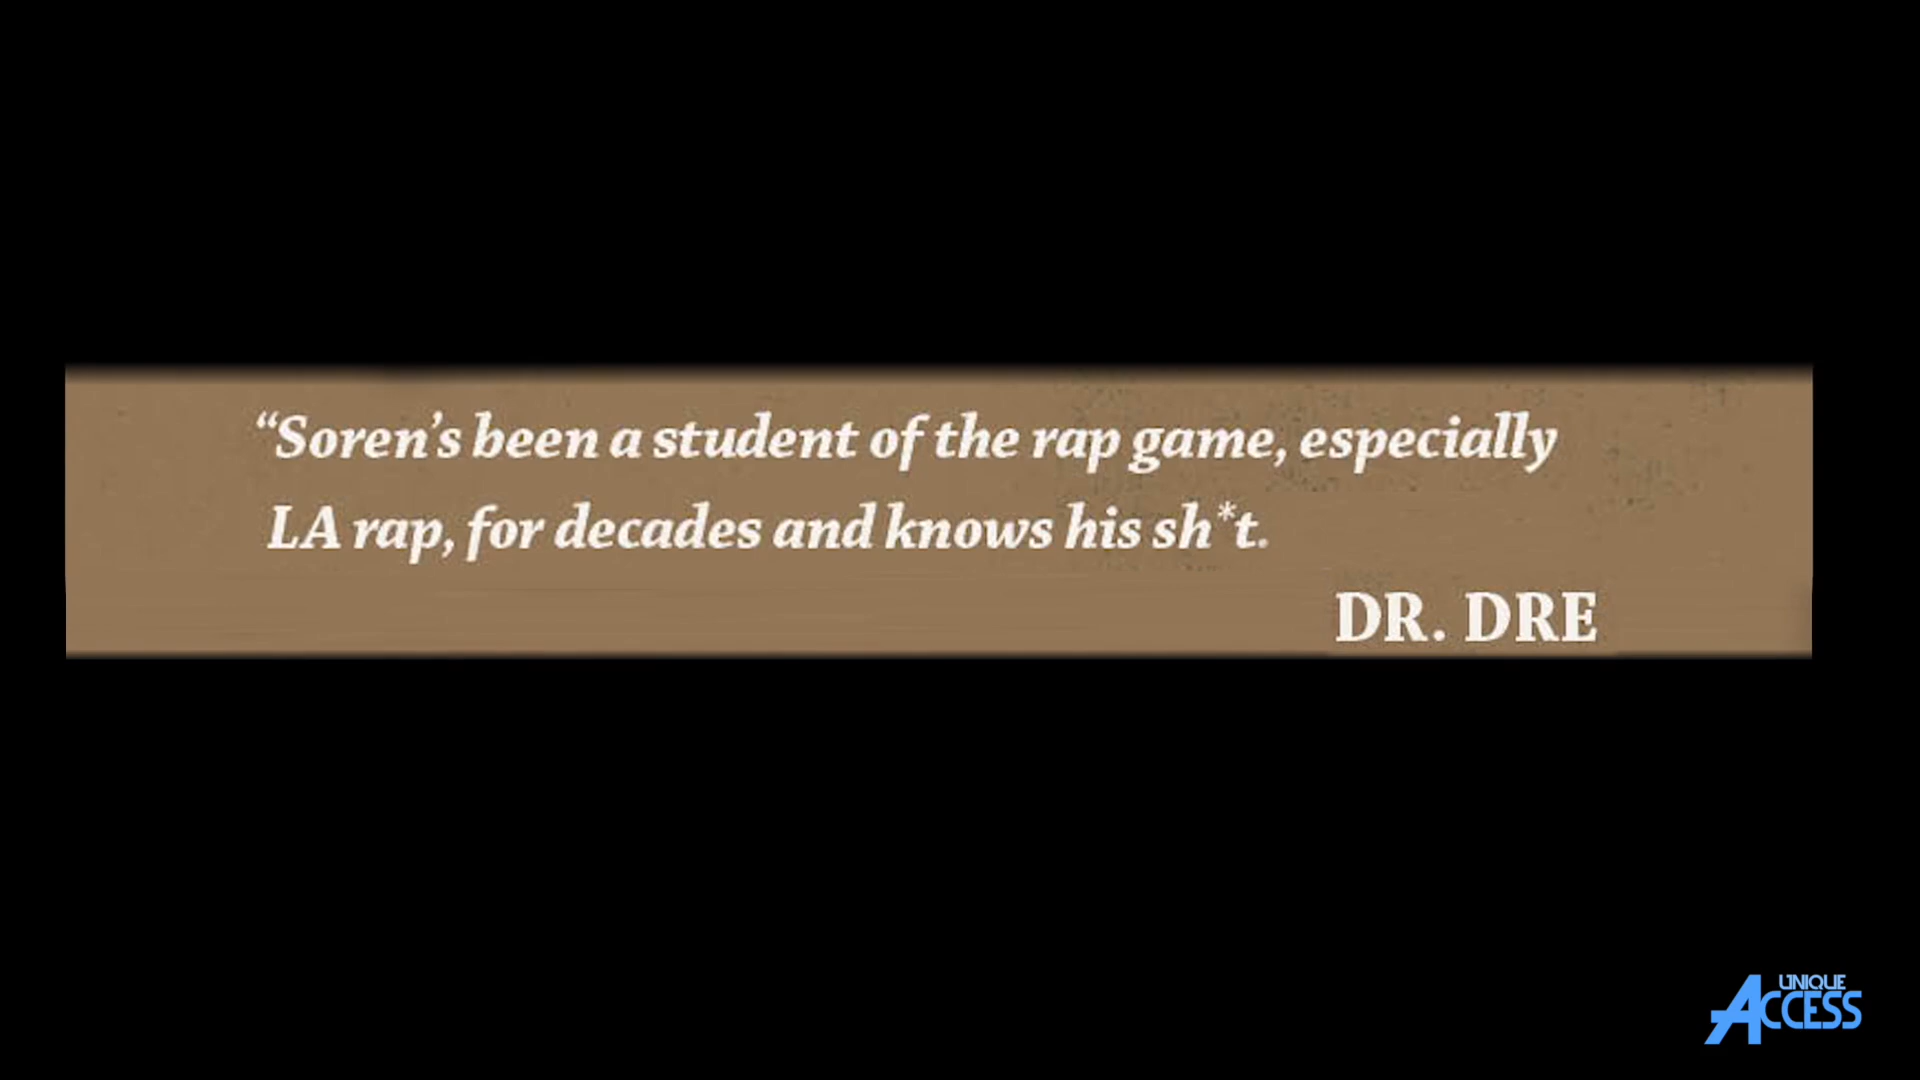 “Soren’s been a student of the rap game, especially
LA rap, for decades and knows his sh*t.
DR. DRE
UNIQUE
ACCESS